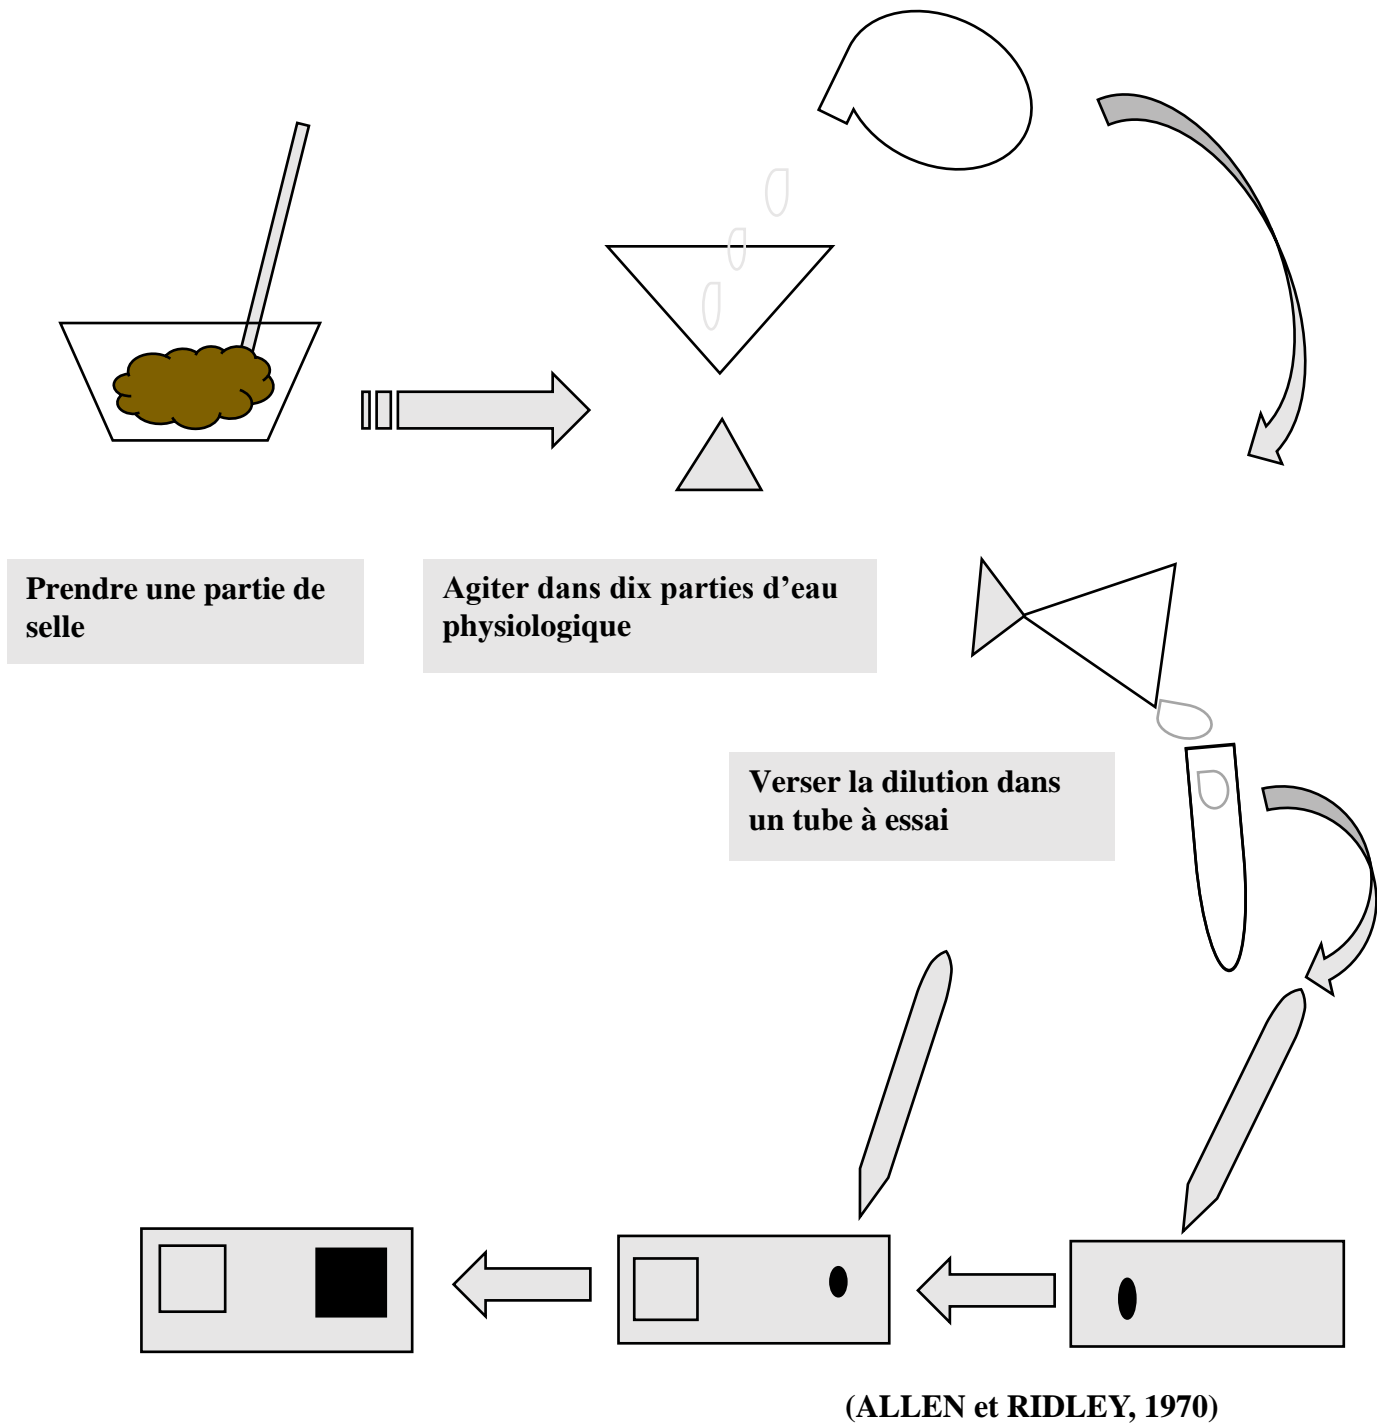 Prendre une partie de
selle
Agiter dans dix parties d’eau
physiologique
Verser la dilution dans
un tube à essai
(ALLEN et RIDLEY, 1970)